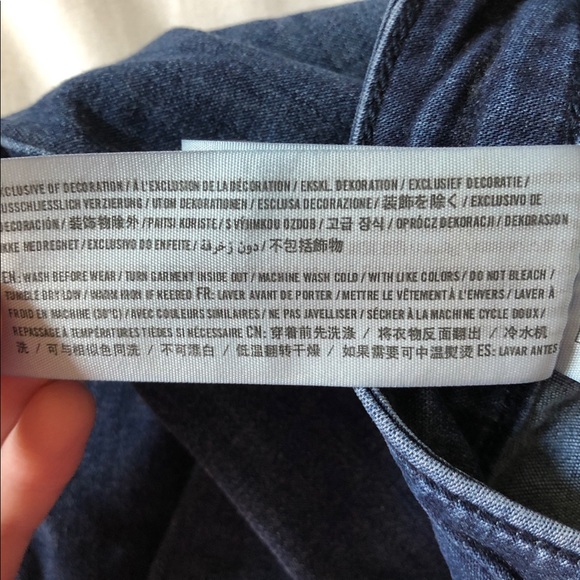 XCLUSIVE OF DECORATION / À L'EXCLUSION DE LA DÉCORATION / EKSKL. DEKORATION / EXCLUSIEF DECORATIE /
USSCHLIESSLICH VERZIERUNG / UTOM DEKORATIONEN / ESCLUSA DECORAZIONE / 装飾を除く / EXCLUSIVO DE
DECORACIÓN / 装饰物除外 / PAITSI KORISTE / S VÝJIMKOU OZDOB / 고급 장식 / OPRÓCZ DEKORACJI / DEKORASJON
IKKE MEDREGNET / EXCLUSIVO DO ENFEITE / دون زخرفة / 不包括飾物
EN: WASH BEFORE WEAR / TURN GARMENT INSIDE OUT / MACHINE WASH COLD / WITH LIKE COLORS / DO NOT BLEACH /
TUMBLE DRY LOW / WARM IRON IF NEEDED FR: LAVER AVANT DE PORTER / METTRE LE VÊTEMENT À L'ENVERS / LAVER À
FROID EN MACHINE (30°C) / AVEC COULEURS SIMILAIRES / NE PAS JAVELLISER / SÉCHER À LA MACHINE CYCLE DOUX /
REPASSAGE À TEMPÉRATURES TIÈDES SI NÉCESSAIRE CN: 穿着前先洗涤 / 将衣物反面翻出 / 冷水机
洗 / 可与相似色同洗 / 不可漂白 / 低温翻转干燥 / 如果需要可中温熨烫 ES: LAVAR ANTES